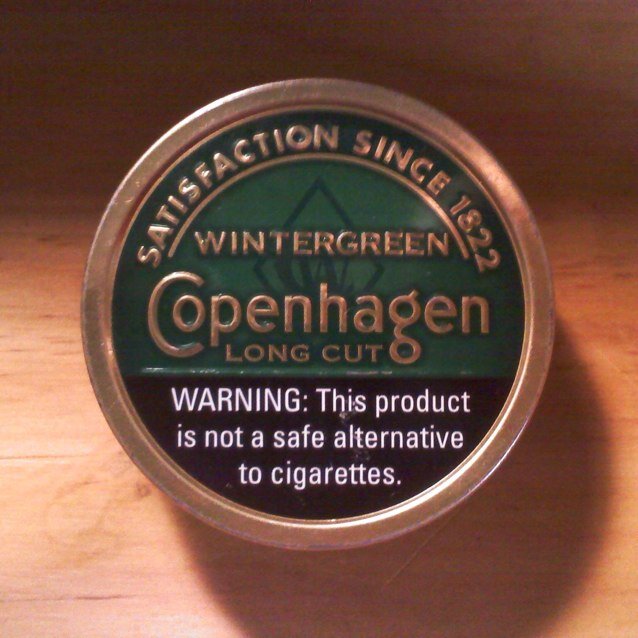 SATISFACTION SINCE 1822
WINTERGREEN
Copenhagen
LONG CUT
WARNING: This product
is not a safe alternative
to cigarettes.